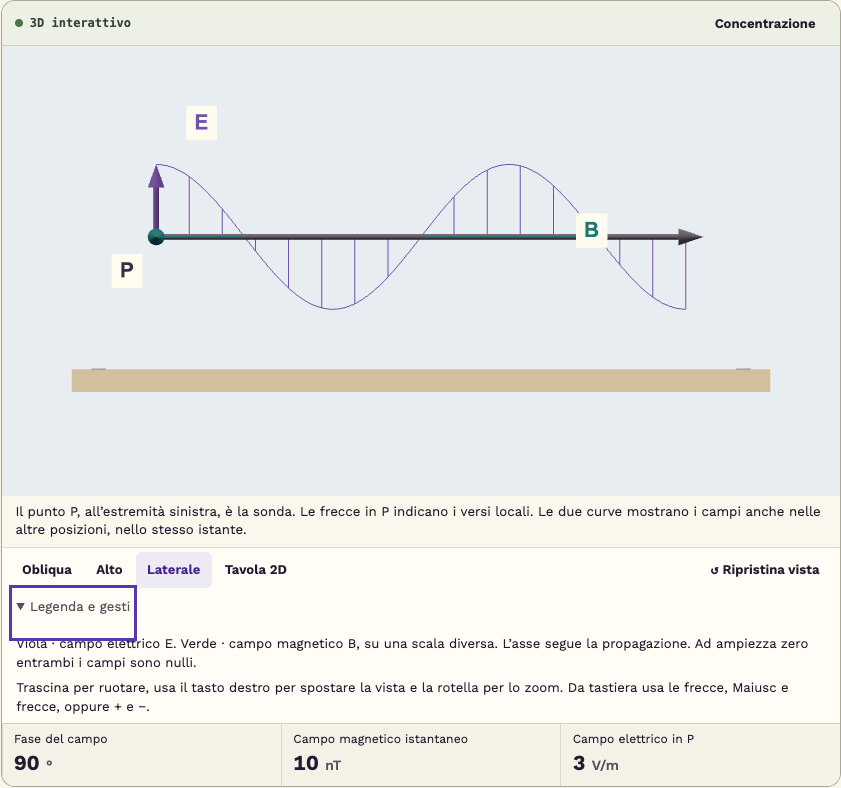 3D interattivo
Concentrazione
E
B
P
Il punto P, all’estremità sinistra, è la sonda. Le frecce in P indicano i versi locali. Le due curve mostrano i campi anche nelle
altre posizioni, nello stesso istante.
Obliqua Alto Laterale Tavola 2D ↺ Ripristina vista
▼ Legenda e gesti
Viola · campo elettrico E. Verde · campo magnetico B, su una scala diversa. L’asse segue la propagazione. Ad ampiezza zero
entrambi i campi sono nulli.
Trascina per ruotare, usa il tasto destro per spostare la vista e la rotella per lo zoom. Da tastiera usa le frecce, Maiusc e
frecce, oppure + e −.
Fase del campo
90 °
Campo magnetico istantaneo
10 nT
Campo elettrico in P
3 V/m